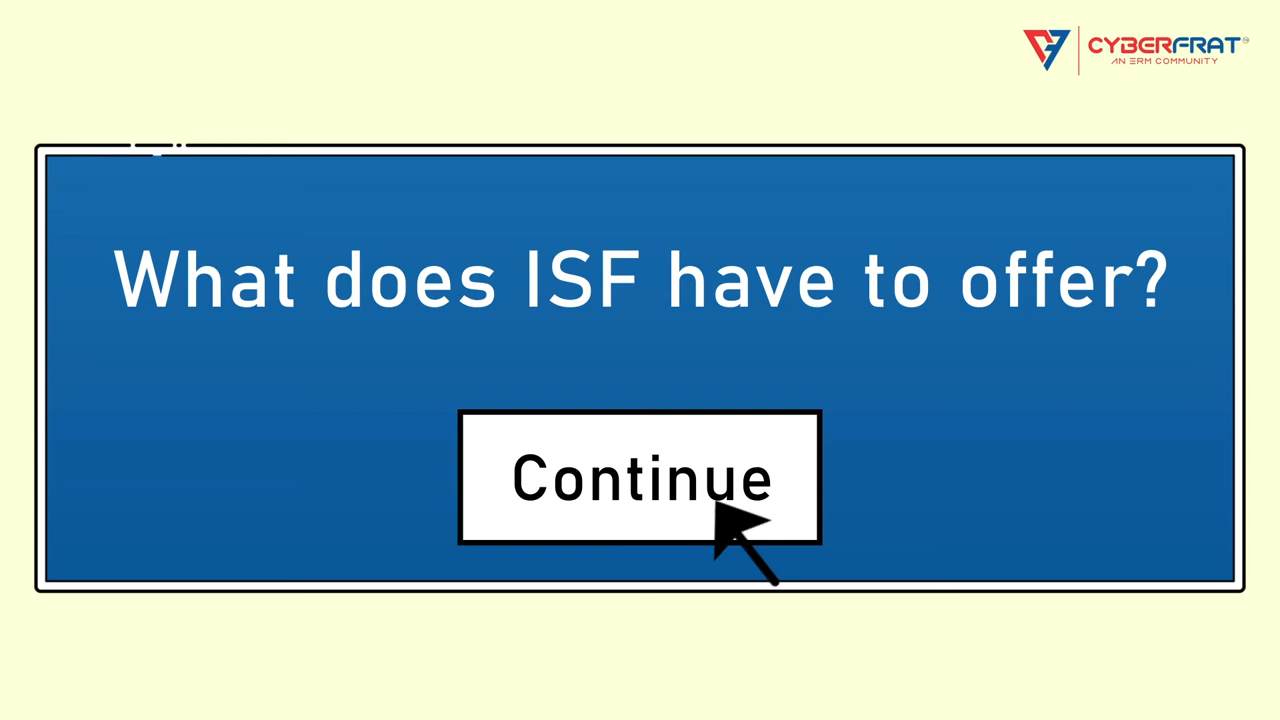 CYBERFRAT
AN ERM COMMUNITY
What does ISF have to offer?
Continue